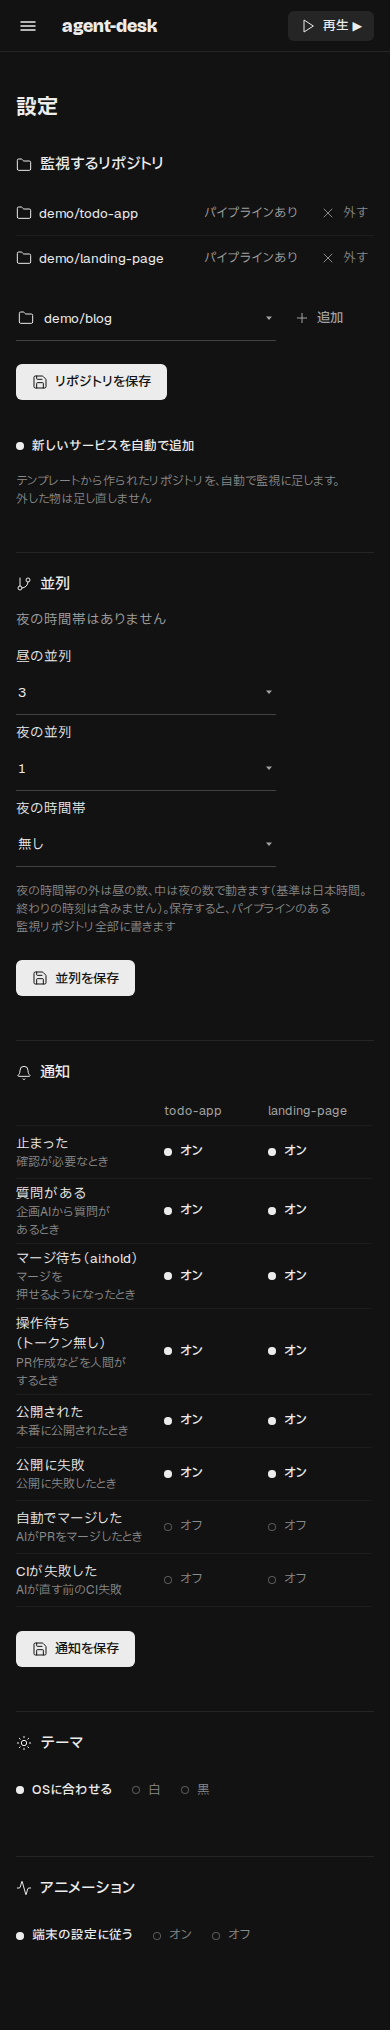 agent-desk
再生 ▶
設定
監視するリポジトリ
demo/todo-app パイプラインあり 外す
demo/landing-page パイプラインあり 外す
demo/blog 追加
リポジトリを保存
新しいサービスを自動で追加
テンプレートから作られたリポジトリを、自動で監視に足します。
外した物は足し直しません
並列
夜の時間帯はありません
昼の並列
3
夜の並列
1
夜の時間帯
無し
夜の時間帯の外は昼の数、中は夜の数で動きます（基準は日本時間。
終わりの時刻は含みません）。保存すると、パイプラインのある
監視リポジトリ全部に書きます
並列を保存
通知
todo-app landing-page
止まった
確認が必要なとき
オン オン
質問がある
企画AIから質問が
あるとき
オン オン
マージ待ち（ai:hold）
マージを
押せるようになったとき
オン オン
操作待ち
（トークン無し）
PR作成などを人間が
するとき
オン オン
公開された
本番に公開されたとき
オン オン
公開に失敗
公開に失敗したとき
オン オン
自動でマージした
AIがPRをマージしたとき
オフ オフ
CIが失敗した
AIが直す前のCI失敗
オフ オフ
通知を保存
テーマ
OSに合わせる 白 黒
アニメーション
端末の設定に従う オン オフ